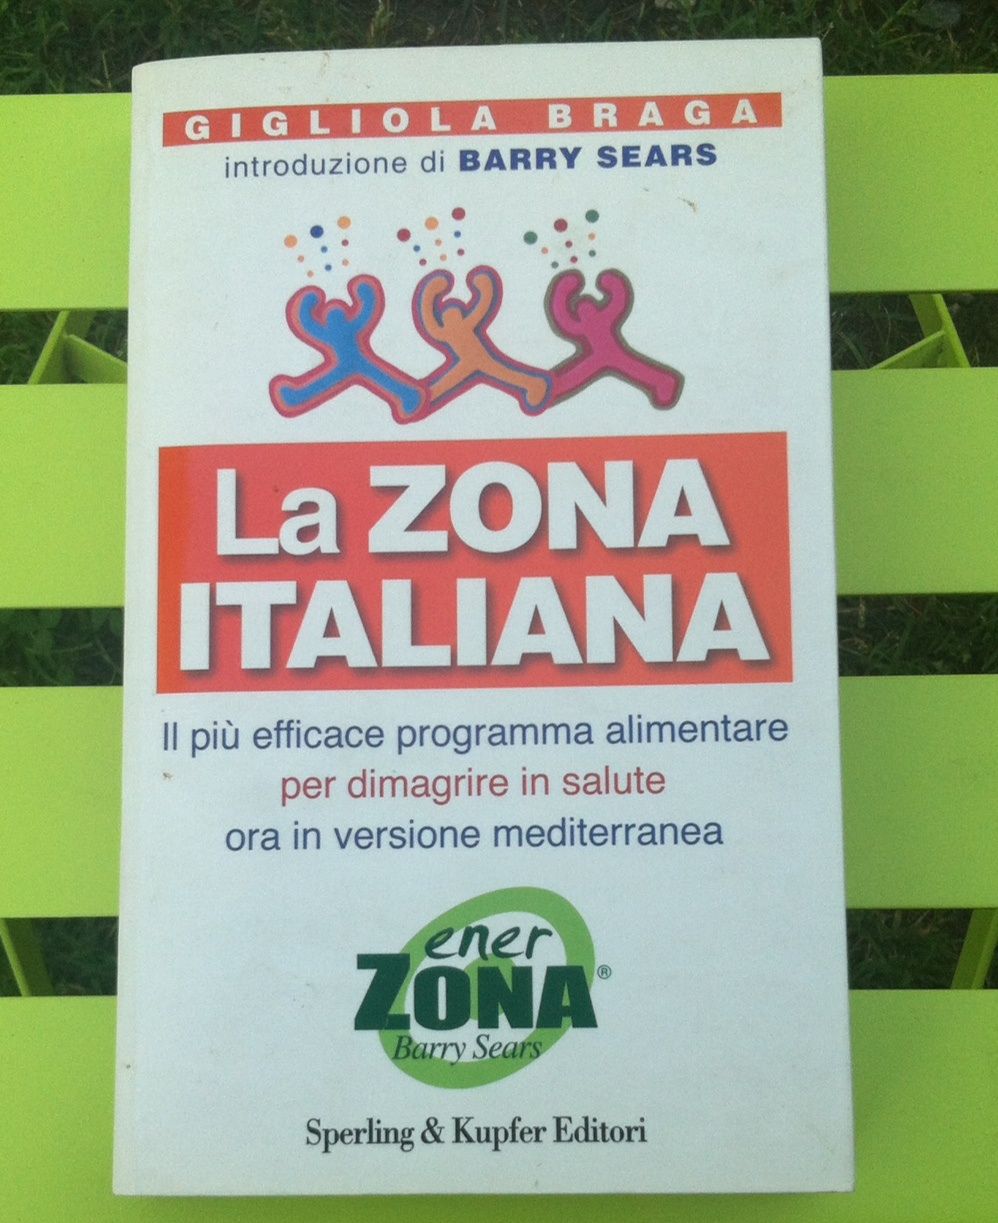 GIGLIOLA BRAGA
introduzione di BARRY SEARS
La ZONA
ITALIANA
Il più efficace programma alimentare
per dimagrire in salute
ora in versione mediterranea
ener
ZONA®
Barry Sears
Sperling & Kupfer Editori